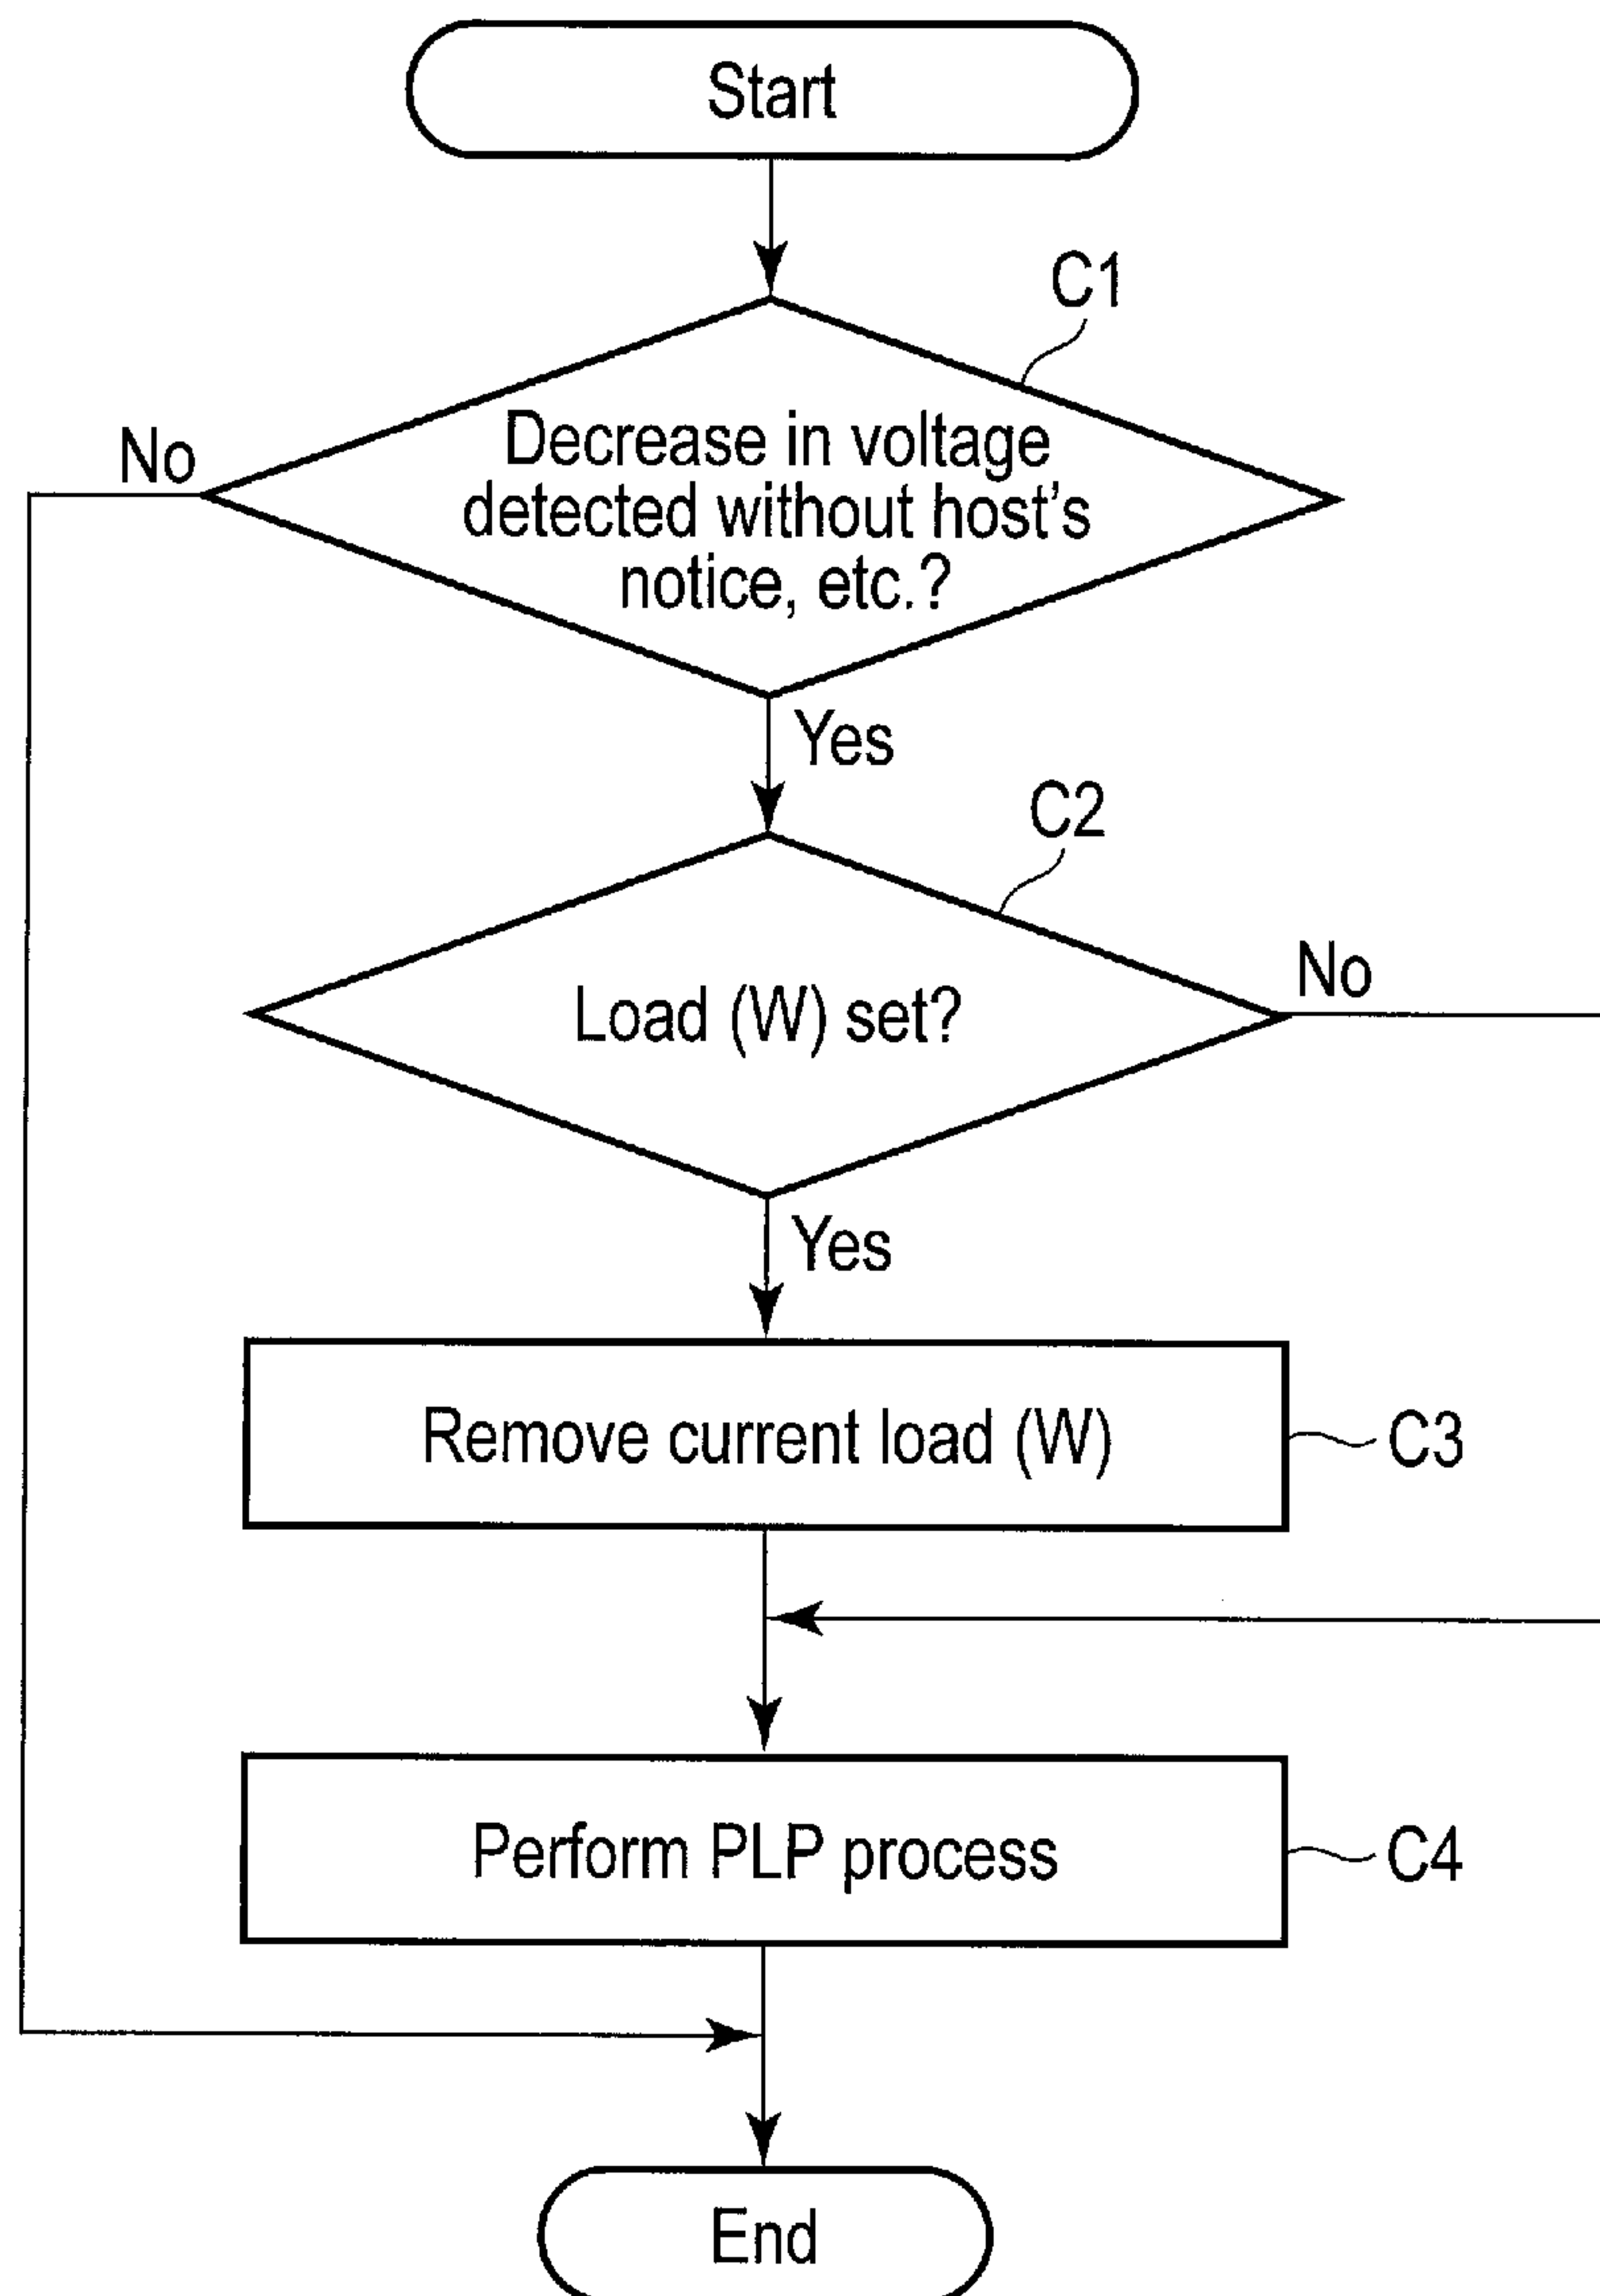 Start
C1
No
Decrease in voltage
detected without host's
notice, etc.?
Yes
C2
No
Load (W) set?
Yes
Remove current load (W)
C3
Perform PLP process
C4
End